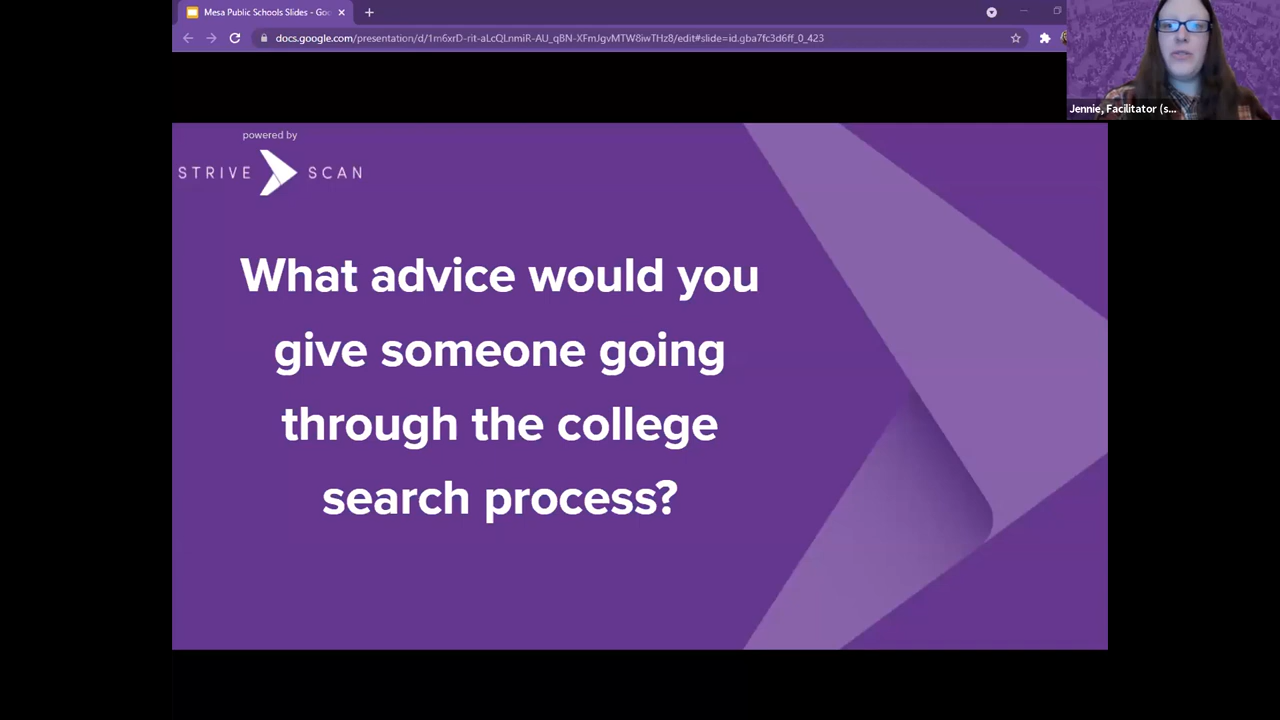 Mesa Public Schools Slides - Goo
docs.google.com/presentation/d/1m6xrD-rit-aLcQLnmiR-AU_qBN-XFmJgvMTW8iwTHz8/edit#slide=id.gba7fc3d6ff_0_423
Jennie, Facilitator (s...
powered by
STRIVE SCAN
What advice would you
give someone going
through the college
search process?